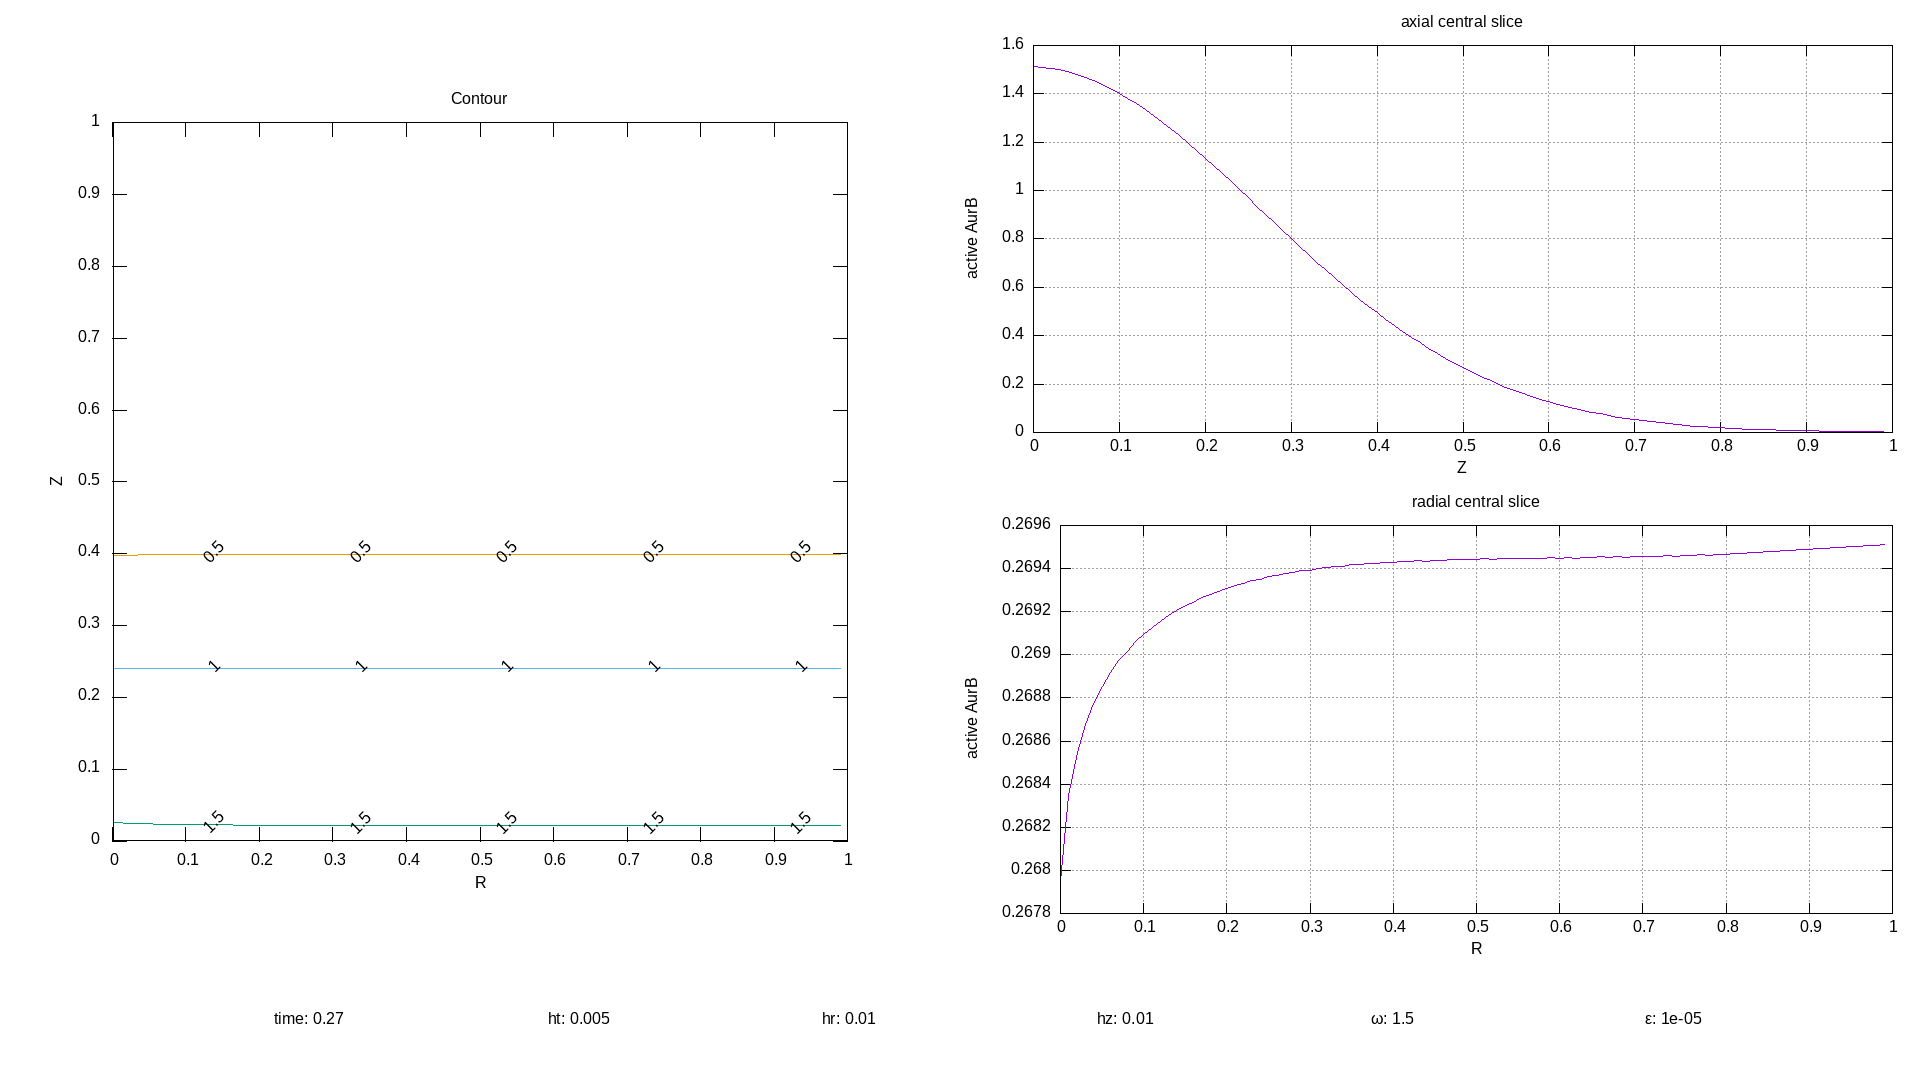 Contour
1
0.9
0.8
0.7
0.6
0.5
0.4
0.3
0.2
0.1
0
Z
0.5 0.5 0.5 0.5 0.5
1 1 1 1 1
1.5 1.5 1.5 1.5 1.5
0 0.1 0.2 0.3 0.4 0.5 0.6 0.7 0.8 0.9 1
R
axial central slice
1.6
1.4
1.2
1
0.8
0.6
0.4
0.2
0
active AurB
0 0.1 0.2 0.3 0.4 0.5 0.6 0.7 0.8 0.9 1
Z
radial central slice
0.2696
0.2694
0.2692
0.269
0.2688
0.2686
0.2684
0.2682
0.268
0.2678
active AurB
0 0.1 0.2 0.3 0.4 0.5 0.6 0.7 0.8 0.9 1
R
time: 0.27 ht: 0.005 hr: 0.01 hz: 0.01 ω: 1.5 ε: 1e-05